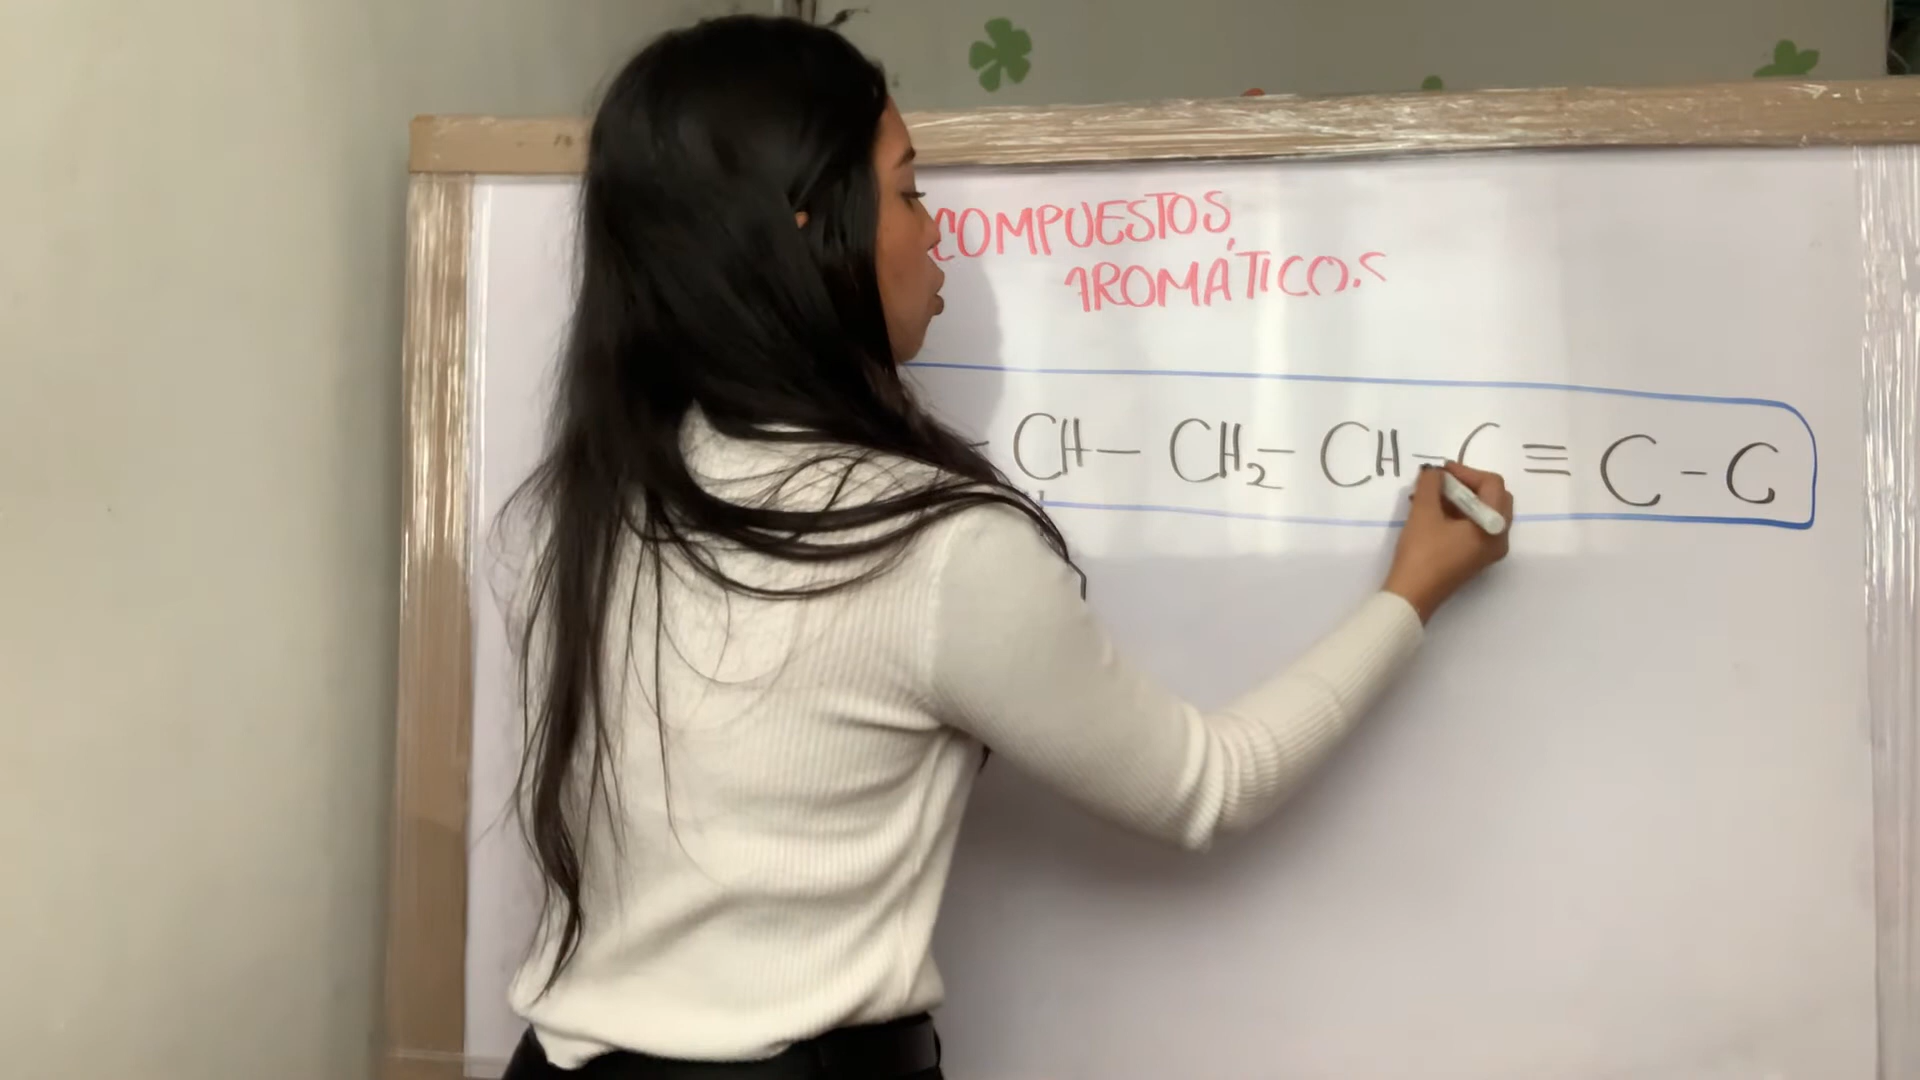 COMPUESTOS
AROMÁTICOS
- CH - CH₂ - CH - C ≡ C - C